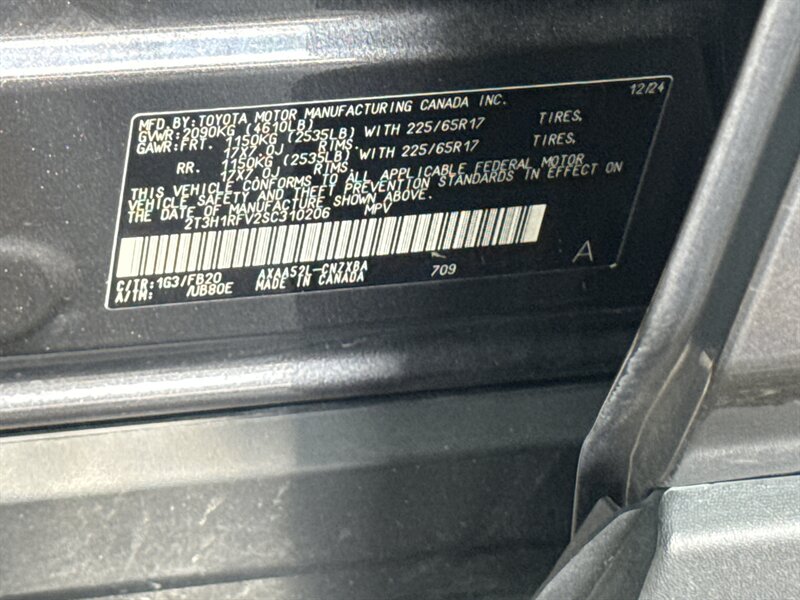 MFD.BY:TOYOTA MOTOR MANUFACTURING CANADA INC. 12/24
GVWR:2090KG (4610LB)
GAWR:FRT. 1150KG (2535LB) WITH 225/65R17 TIRES.
17X7.0J RIMS.
RR. 1150KG (2535LB) WITH 225/65R17 TIRES.
17X7.0J RIMS.
THIS VEHICLE CONFORMS TO ALL APPLICABLE FEDERAL MOTOR
VEHICLE SAFETY AND THEFT PREVENTION STANDARDS IN EFFECT ON
THE DATE OF MANUFACTURE SHOWN ABOVE.
2T3H1RFV2SC310206 MPV
C/TR:1G3/FB20 AXAA52L-CNZXBA 709 A
A/TM: /UB80E MADE IN CANADA